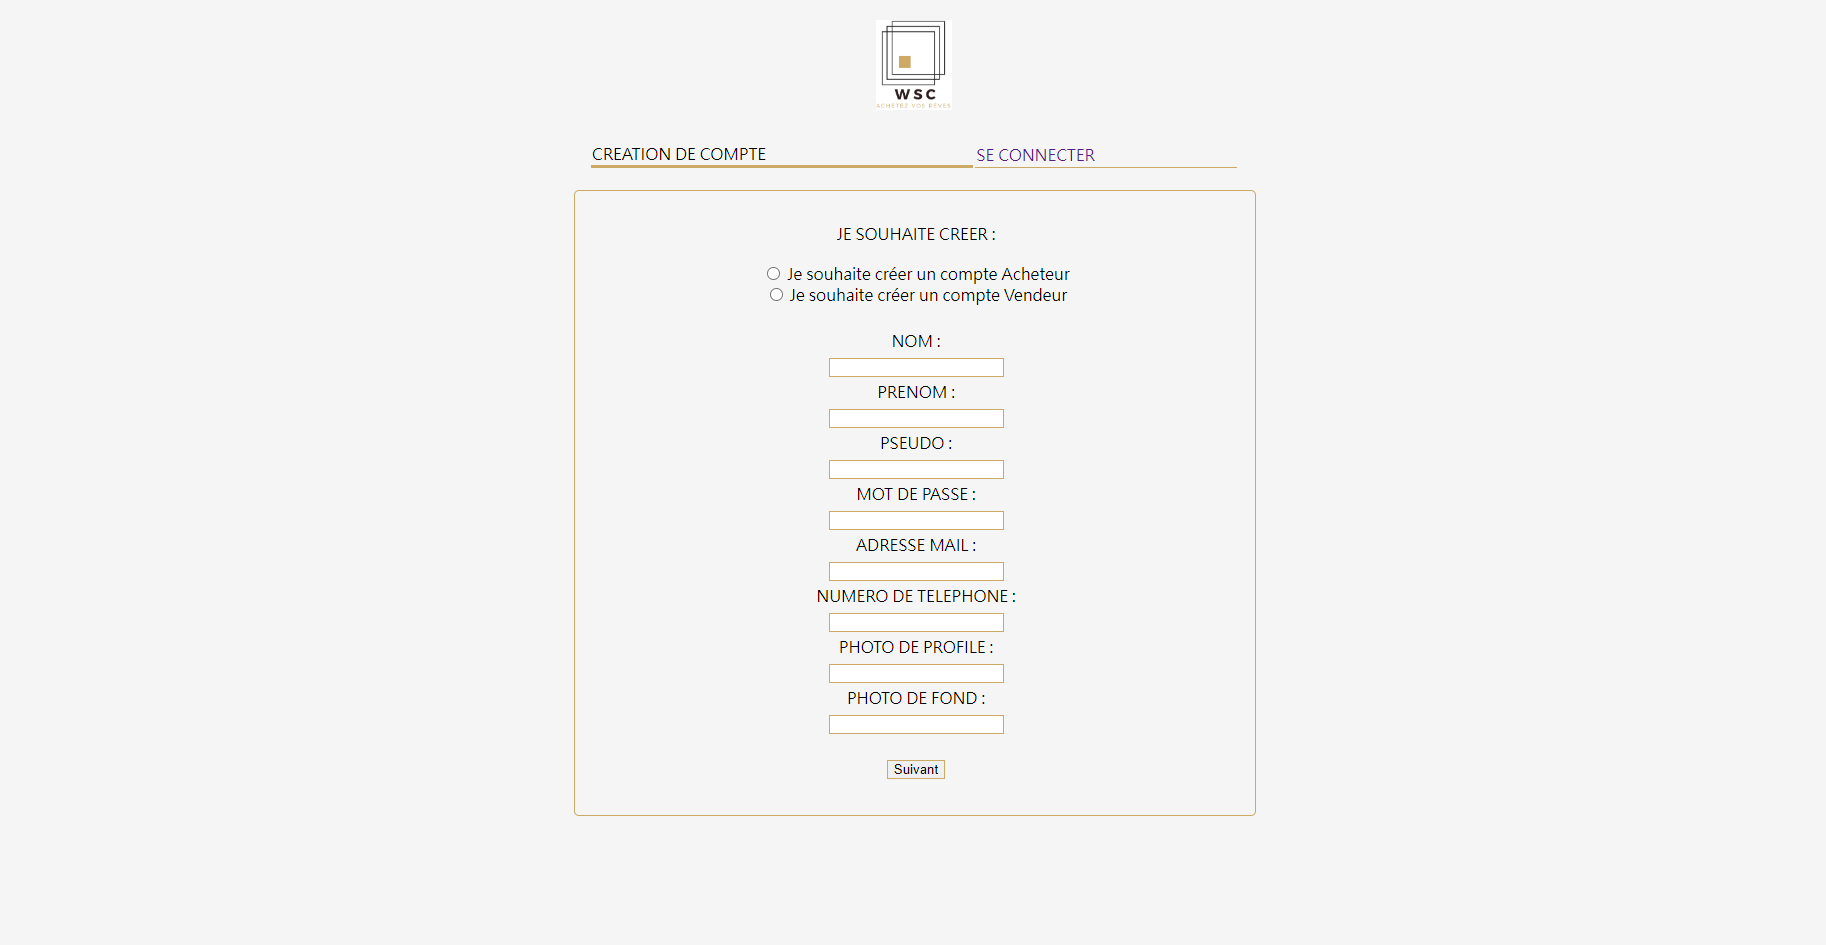 WSC
ACHETEZ VOS REVES
CREATION DE COMPTE
SE CONNECTER
JE SOUHAITE CREER :
Je souhaite créer un compte Acheteur
Je souhaite créer un compte Vendeur
NOM :
PRENOM :
PSEUDO :
MOT DE PASSE :
ADRESSE MAIL :
NUMERO DE TELEPHONE :
PHOTO DE PROFILE :
PHOTO DE FOND :
Suivant